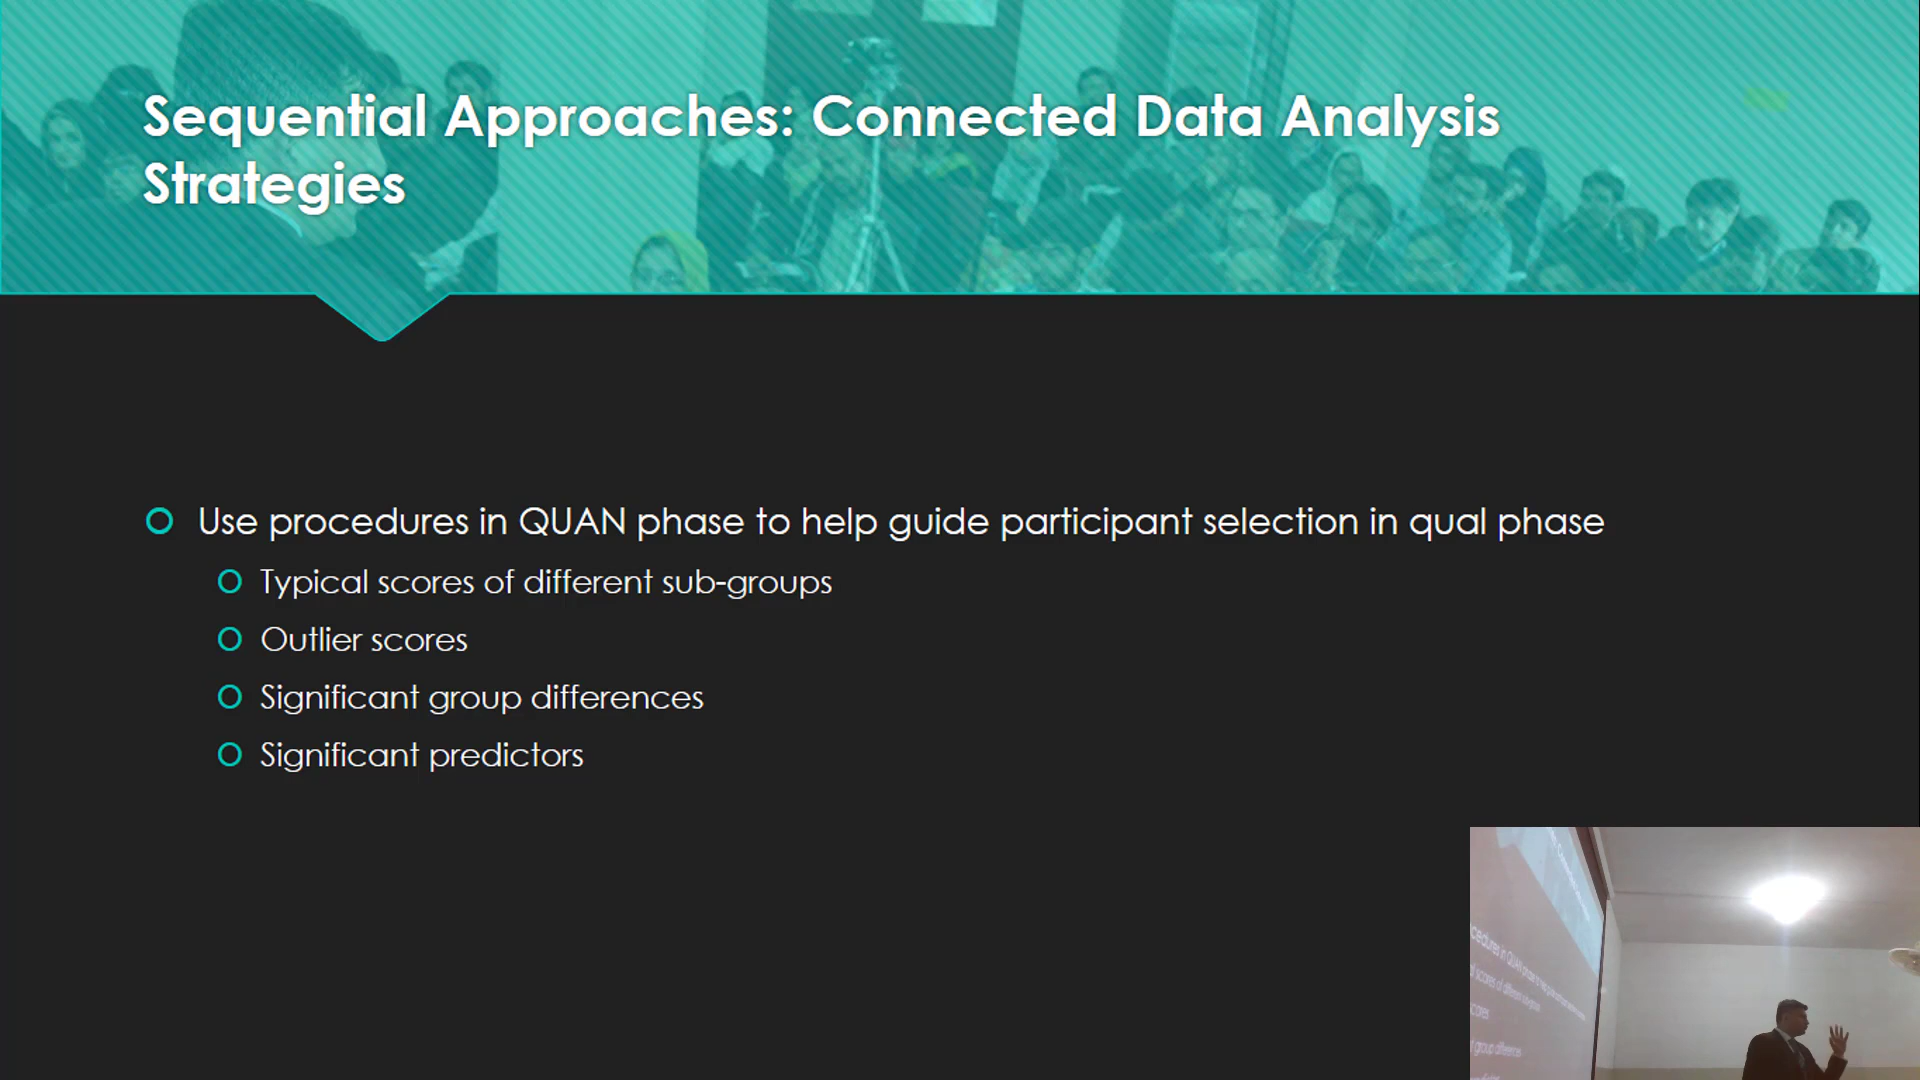 Sequential Approaches: Connected Data Analysis
Strategies
Use procedures in QUAN phase to help guide participant selection in qual phase
Typical scores of different sub-groups
Outlier scores
Significant group differences
Significant predictors